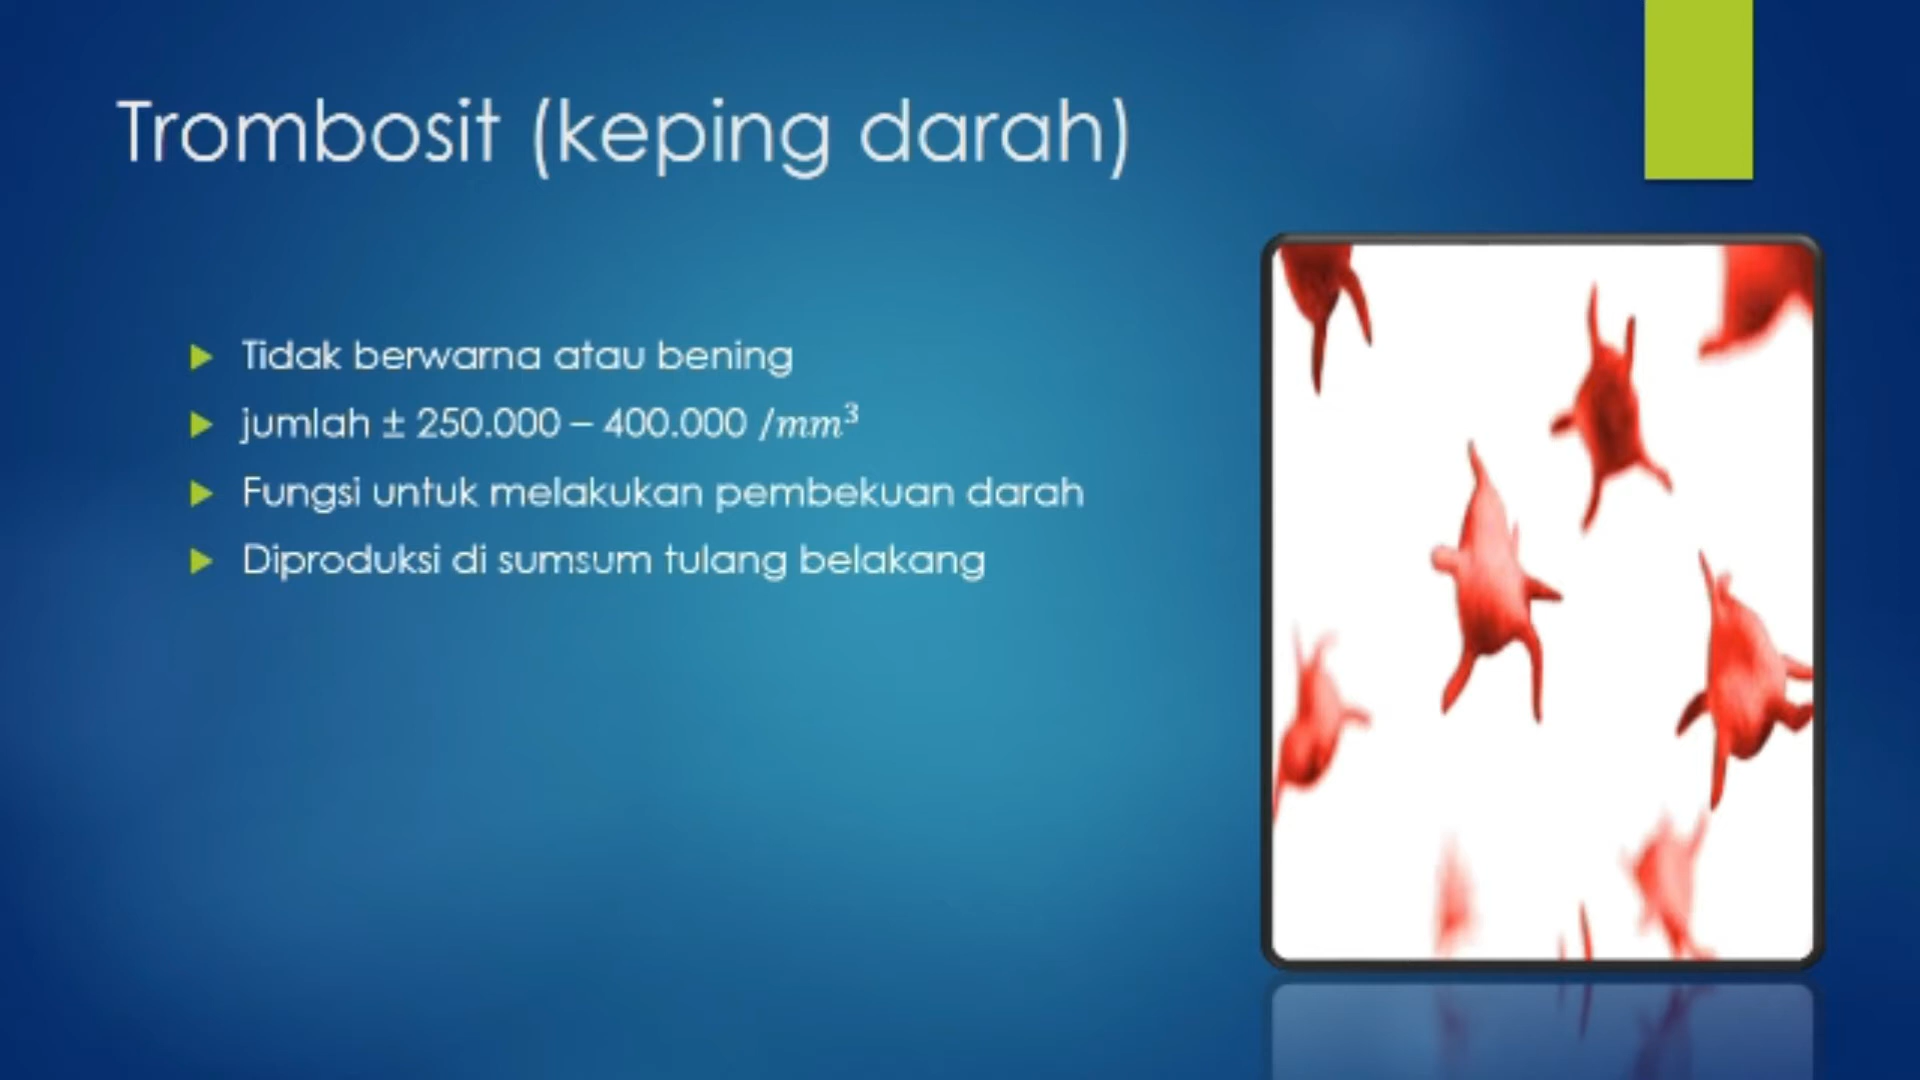 Trombosit (keping darah)
Tidak berwarna atau bening
jumlah ± 250.000 – 400.000 /mm³
Fungsi untuk melakukan pembekuan darah
Diproduksi di sumsum tulang belakang